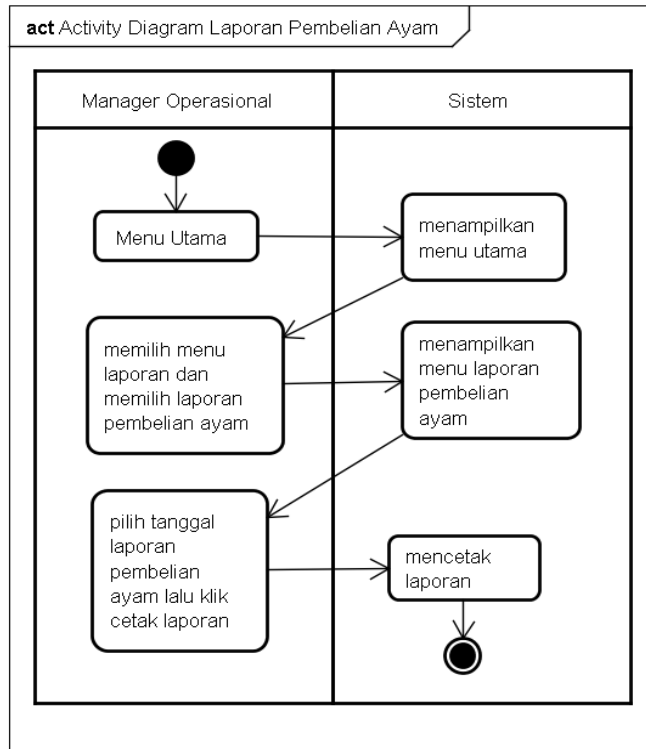 act Activity Diagram Laporan Pembelian Ayam
Manager Operasional
Sistem
Menu Utama
menampilkan
menu utama
memilih menu
laporan dan
memilih laporan
pembelian ayam
menampilkan
menu laporan
pembelian
ayam
pilih tanggal
laporan
pembelian
ayam lalu klik
cetak laporan
mencetak
laporan